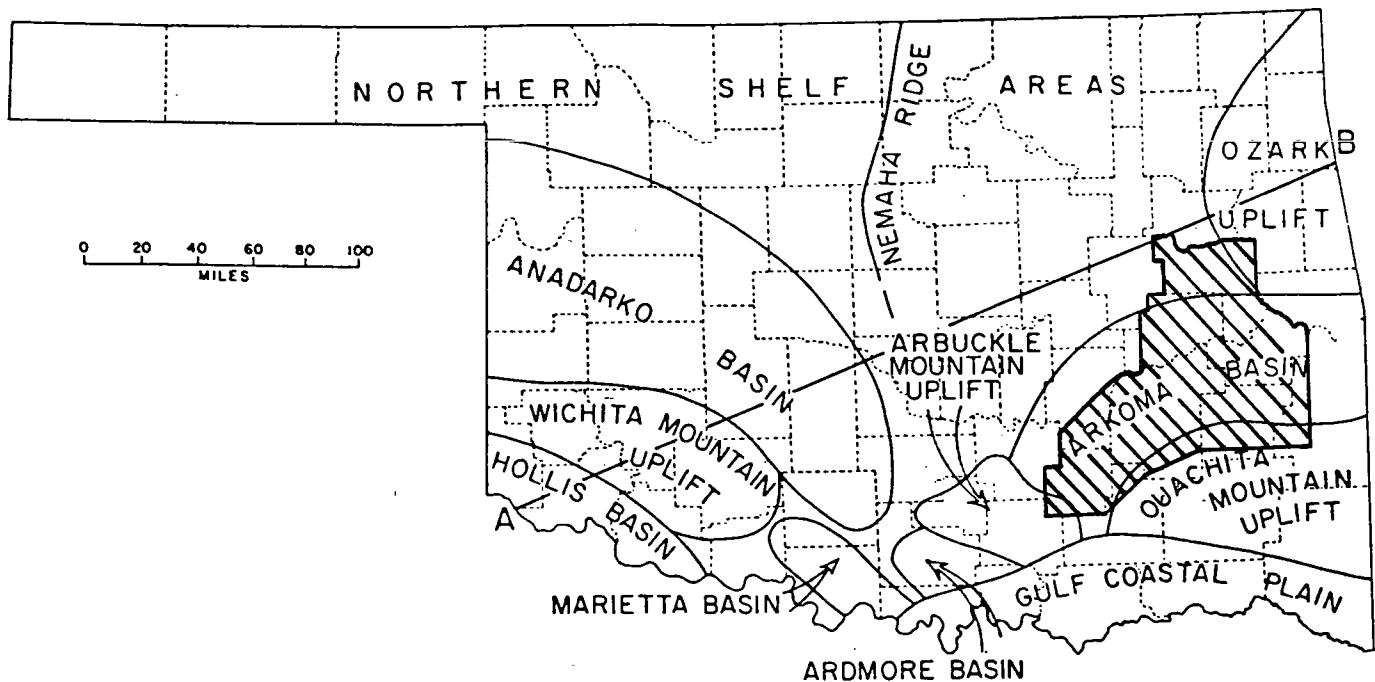 NORTHERN SHELF AREAS
NEMAHA RIDGE
OZARK
B
UPLIFT
0 20 40 60 80 100
MILES
ANADARKO
BASIN
ARBUCKLE
MOUNTAIN
UPLIFT
ARKOMA
BASIN
WICHITA MOUNTAIN
UPLIFT
HOLLIS
BASIN
A
OUACHITA
MOUNTAIN
UPLIFT
GULF COASTAL PLAIN
MARIETTA BASIN
ARDMORE BASIN